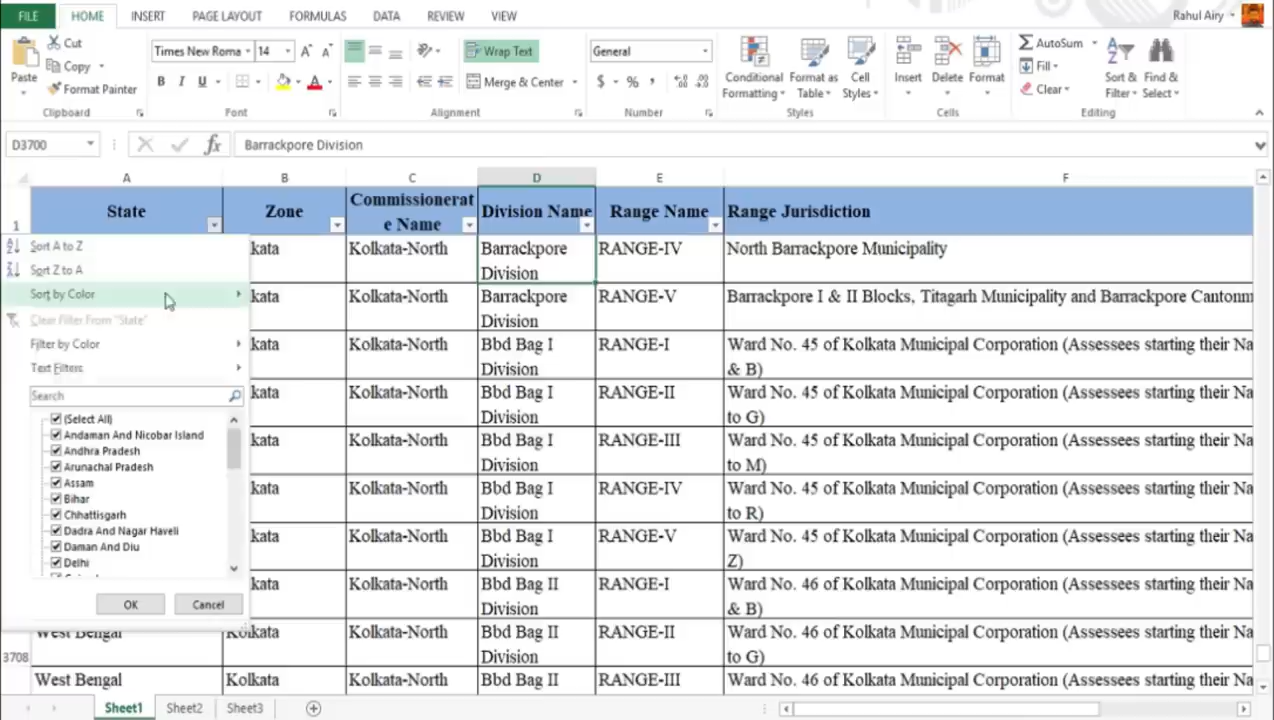 FILE HOME INSERT PAGE LAYOUT FORMULAS DATA REVIEW VIEW Rahul Airy
Paste
Cut
Copy
Format Painter
Clipboard
Times New Roma 14
B I U
Font
Wrap Text
Merge & Center
Alignment
General
$ % ,
Number
Conditional Formatting
Format as Table
Cell Styles
Styles
Insert Delete Format
Cells
AutoSum
Fill
Clear
Sort & Filter
Find & Select
Editing
D3700 fx Barrackpore Division
A B C D E F
1 State Zone Commissionerat
e Name Division Name Range Name Range Jurisdiction
Sort A to Z
Sort Z to A
Sort by Color
Clear Filter From "State"
Filter by Color
Text Filters
Search
(Select All)
Andaman And Nicobar Island
Andhra Pradesh
Arunachal Pradesh
Assam
Bihar
Chhattisgarh
Dadra And Nagar Haveli
Daman And Diu
Delhi
OK Cancel
kata Kolkata-North Barrackpore RANGE-IV North Barrackpore Municipality
Division
kata Kolkata-North Barrackpore RANGE-V Barrackpore I & II Blocks, Titagarh Municipality and Barrackpore Cantonm
Division
kata Kolkata-North Bbd Bag I RANGE-I Ward No. 45 of Kolkata Municipal Corporation (Assessees starting their Na
Division & B)
kata Kolkata-North Bbd Bag I RANGE-II Ward No. 45 of Kolkata Municipal Corporation (Assessees starting their Na
Division to G)
kata Kolkata-North Bbd Bag I RANGE-III Ward No. 45 of Kolkata Municipal Corporation (Assessees starting their Na
Division to M)
kata Kolkata-North Bbd Bag I RANGE-IV Ward No. 45 of Kolkata Municipal Corporation (Assessees starting their Na
Division to R)
kata Kolkata-North Bbd Bag I RANGE-V Ward No. 45 of Kolkata Municipal Corporation (Assessees starting their Na
Division Z)
kata Kolkata-North Bbd Bag II RANGE-I Ward No. 46 of Kolkata Municipal Corporation (Assessees starting their Na
Division & B)
West Bengal Kolkata Kolkata-North Bbd Bag II RANGE-II Ward No. 46 of Kolkata Municipal Corporation (Assessees starting their Na
3708 Division to G)
West Bengal Kolkata Kolkata-North Bbd Bag II RANGE-III Ward No. 46 of Kolkata Municipal Corporation (Assessees starting their Na
Sheet1 Sheet2 Sheet3